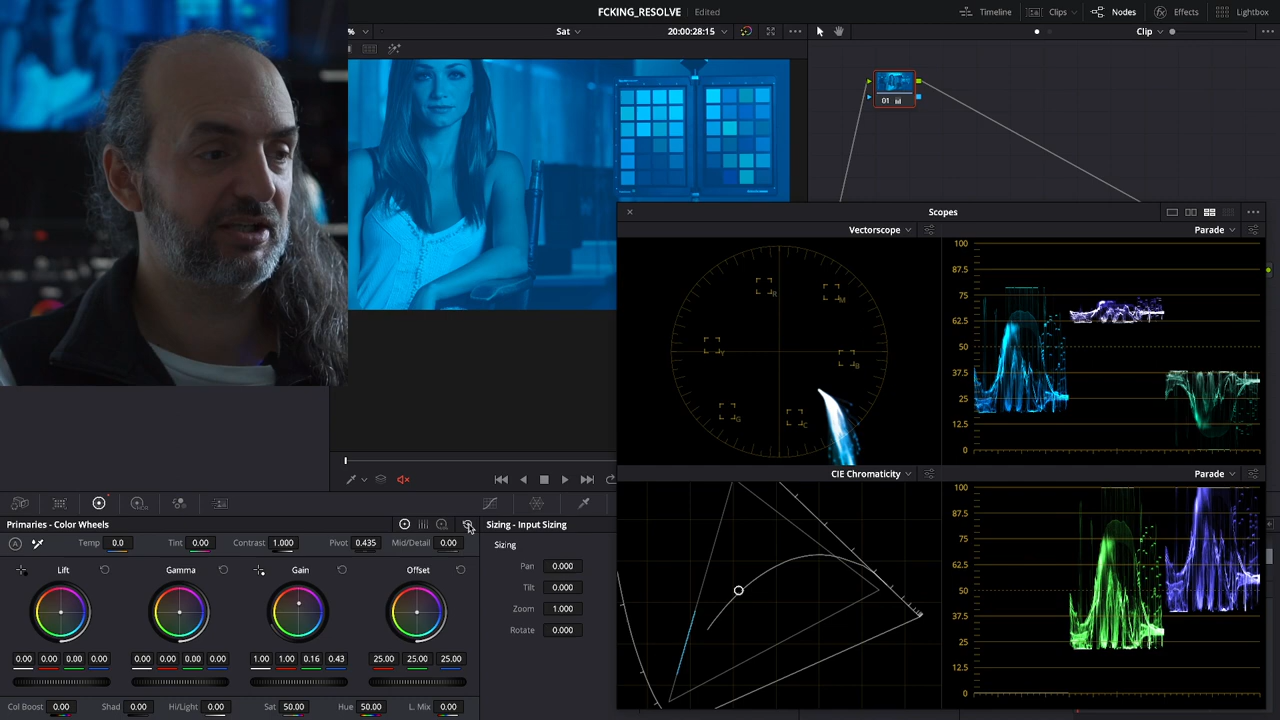 FCKING_RESOLVE Edited
Timeline Clips Nodes Effects Lightbox
% Sat 20:00:28:15 Clip
01
Scopes
Vectorscope Parade
R M Y B G C
100
87.5
75
62.5
50
37.5
25
12.5
0
CIE Chromaticity Parade
100
87.5
75
62.5
50
37.5
25
12.5
0
Primaries - Color Wheels
A Temp 0.0 Tint 0.00 Contrast 1.000 Pivot 0.435 Mid/Detail 0.00
Lift Gamma Gain Offset
0.00 0.00 0.00 0.00 0.00 0.00 0.00 0.00 1.00 1.00 0.16 0.43 25.00 25.00 25.00
Col Boost 0.00 Shad 0.00 Hi/Light 0.00 Sat 50.00 Hue 50.00 L. Mix 0.00
Sizing - Input Sizing
Sizing
Pan 0.000
Tilt 0.000
Zoom 1.000
Rotate 0.000